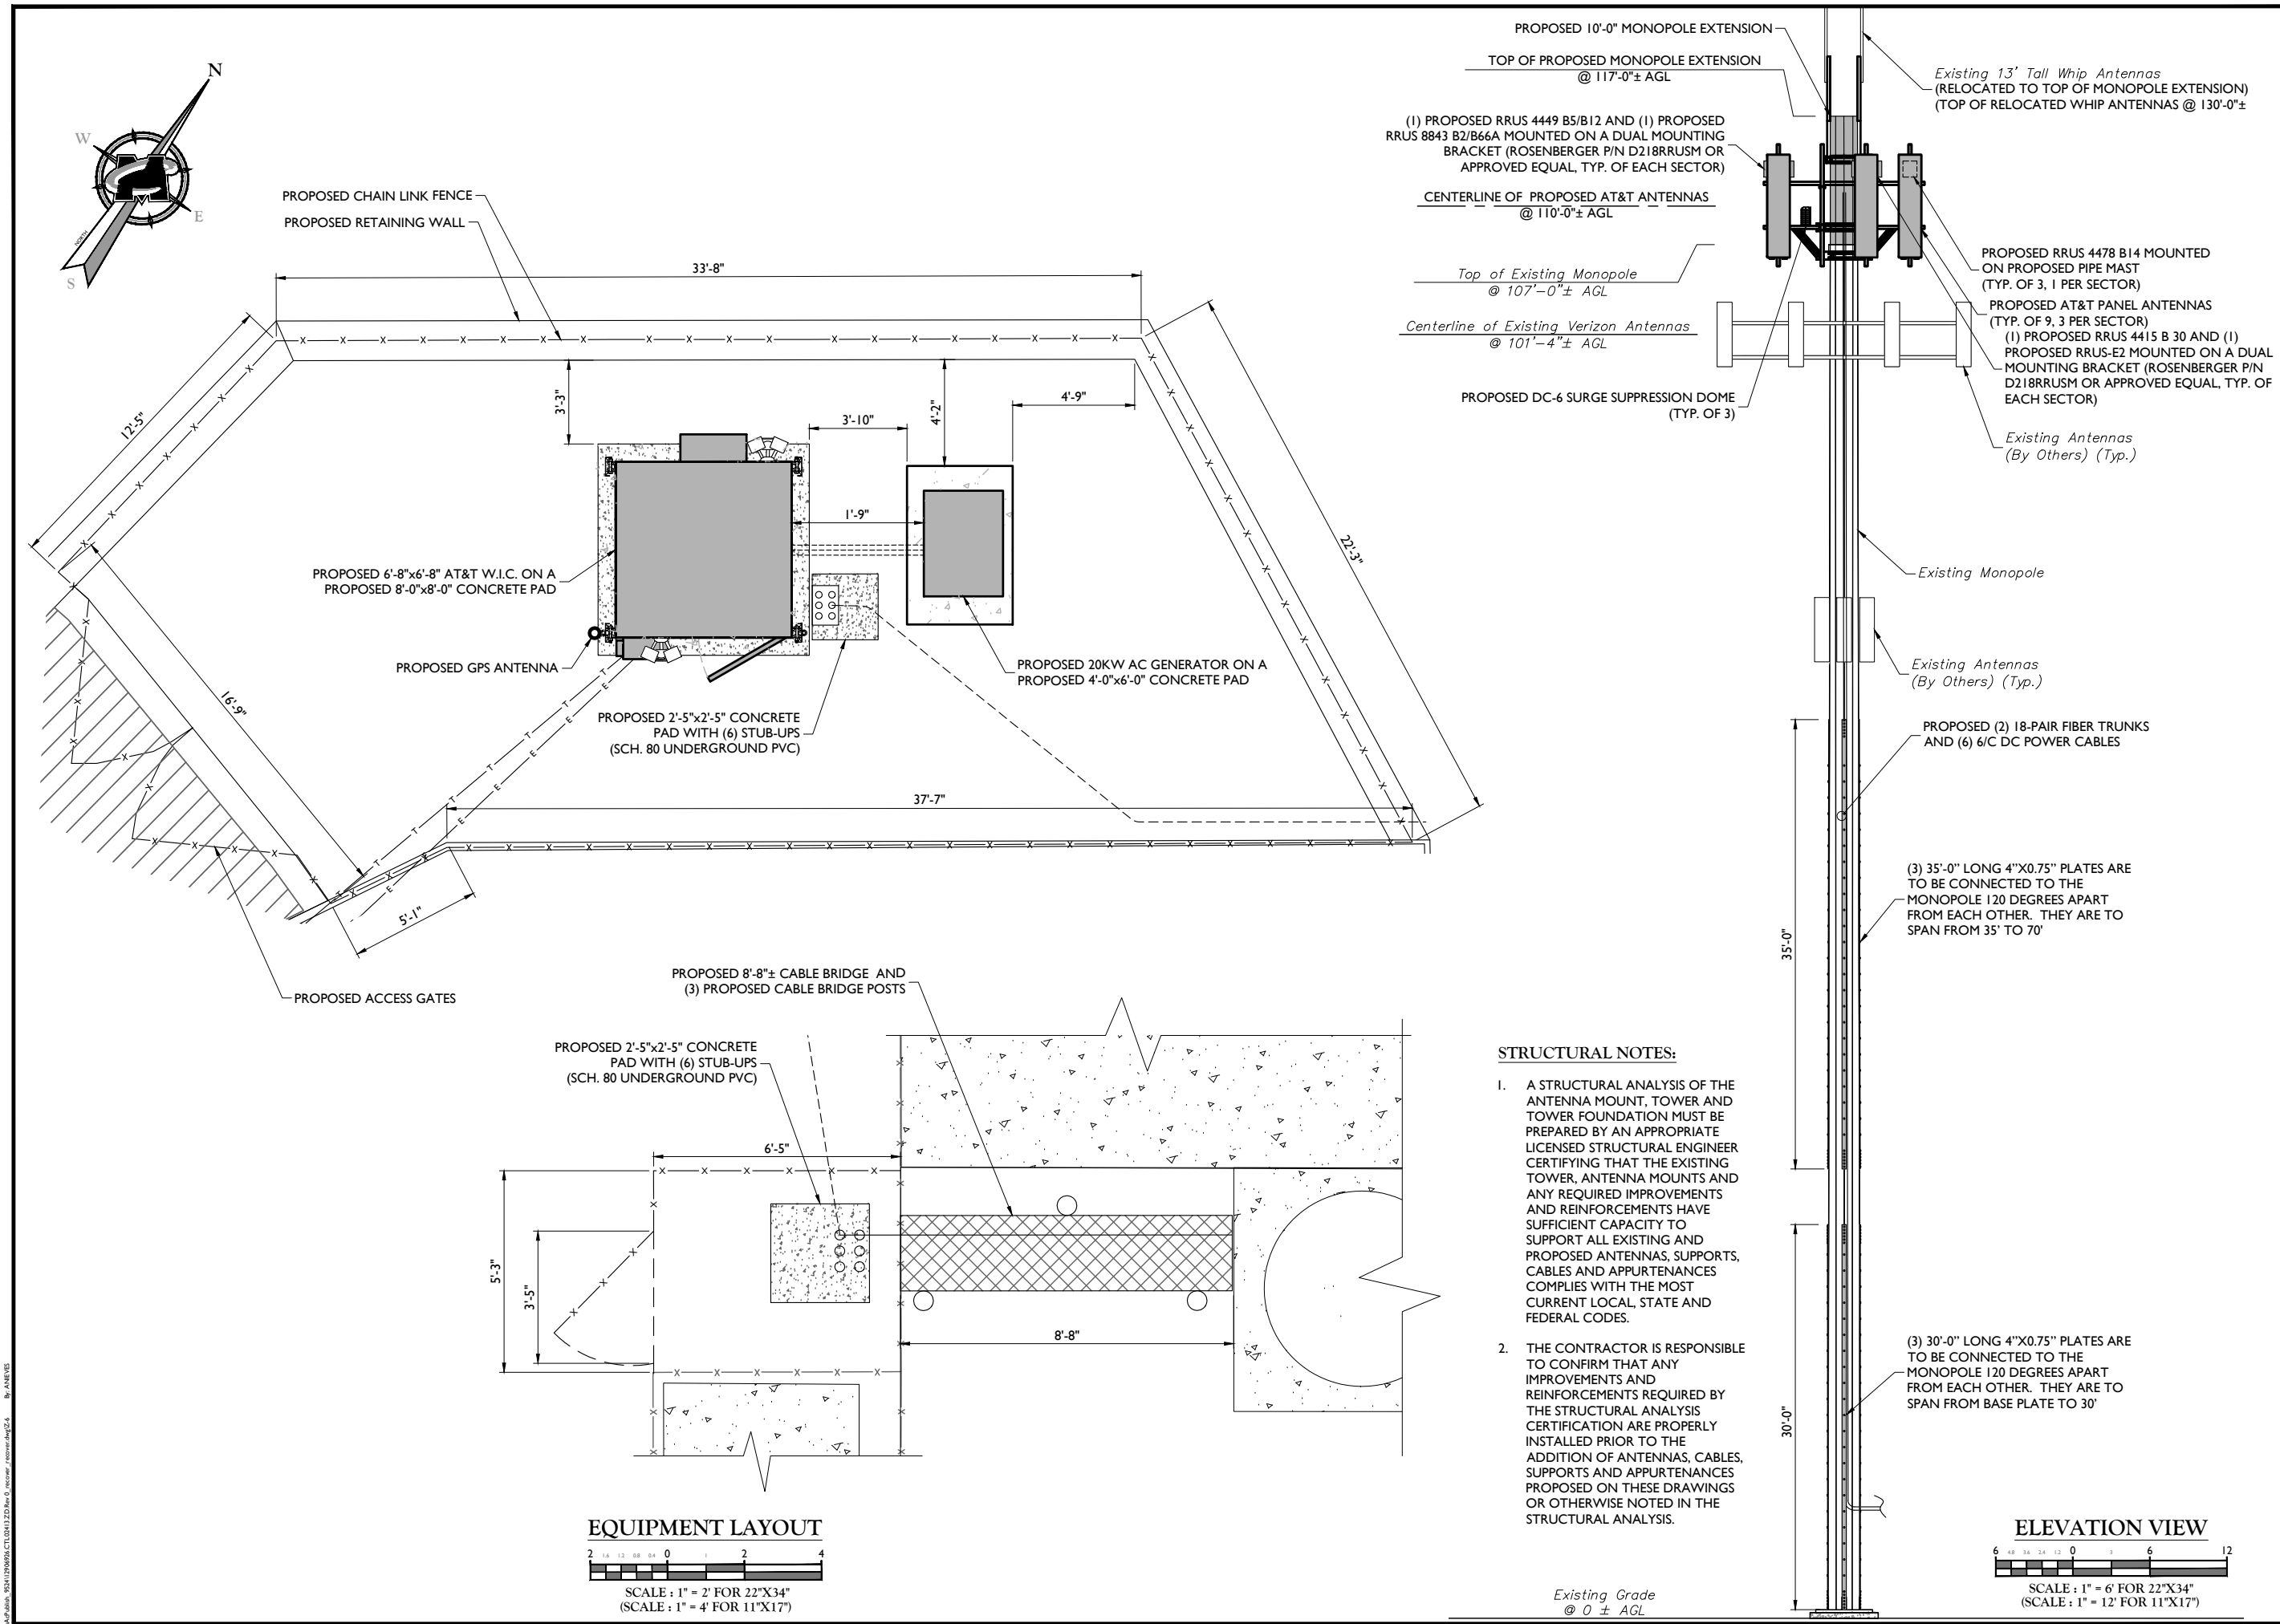 N
W
E
S
NORTH
PROPOSED CHAIN LINK FENCE
PROPOSED RETAINING WALL
33'-8"
12'-5"
3'-3"
4'-2"
4'-9"
3'-10"
1'-9"
22'-3"
PROPOSED 6'-8"x6'-8" AT&T W.I.C. ON A
PROPOSED 8'-0"x8'-0" CONCRETE PAD
PROPOSED GPS ANTENNA
16'-9"
PROPOSED 2'-5"x2'-5" CONCRETE
PAD WITH (6) STUB-UPS
(SCH. 80 UNDERGROUND PVC)
PROPOSED 20KW AC GENERATOR ON A
PROPOSED 4'-0"x6'-0" CONCRETE PAD
37'-7"
5'-1"
PROPOSED ACCESS GATES
PROPOSED 8'-8"± CABLE BRIDGE AND
(3) PROPOSED CABLE BRIDGE POSTS
PROPOSED 2'-5"x2'-5" CONCRETE
PAD WITH (6) STUB-UPS
(SCH. 80 UNDERGROUND PVC)
6'-5"
5'-3"
3'-5"
8'-8"
EQUIPMENT LAYOUT
2 1.6 1.2 0.8 0.4 0 1 2 4
SCALE : 1" = 2' FOR 22"X34"
(SCALE : 1" = 4' FOR 11"X17")
STRUCTURAL NOTES:
1. A STRUCTURAL ANALYSIS OF THE
ANTENNA MOUNT, TOWER AND
TOWER FOUNDATION MUST BE
PREPARED BY AN APPROPRIATE
LICENSED STRUCTURAL ENGINEER
CERTIFYING THAT THE EXISTING
TOWER, ANTENNA MOUNTS AND
ANY REQUIRED IMPROVEMENTS
AND REINFORCEMENTS HAVE
SUFFICIENT CAPACITY TO
SUPPORT ALL EXISTING AND
PROPOSED ANTENNAS, SUPPORTS,
CABLES AND APPURTENANCES
COMPLIES WITH THE MOST
CURRENT LOCAL, STATE AND
FEDERAL CODES.
2. THE CONTRACTOR IS RESPONSIBLE
TO CONFIRM THAT ANY
IMPROVEMENTS AND
REINFORCEMENTS REQUIRED BY
THE STRUCTURAL ANALYSIS
CERTIFICATION ARE PROPERLY
INSTALLED PRIOR TO THE
ADDITION OF ANTENNAS, CABLES,
SUPPORTS AND APPURTENANCES
PROPOSED ON THESE DRAWINGS
OR OTHERWISE NOTED IN THE
STRUCTURAL ANALYSIS.
PROPOSED 10'-0" MONOPOLE EXTENSION
TOP OF PROPOSED MONOPOLE EXTENSION
@ 117'-0"± AGL
(1) PROPOSED RRUS 4449 B5/B12 AND (1) PROPOSED
RRUS 8843 B2/B66A MOUNTED ON A DUAL MOUNTING
BRACKET (ROSENBERGER P/N D218RRUSM OR
APPROVED EQUAL, TYP. OF EACH SECTOR)
CENTERLINE OF PROPOSED AT&T ANTENNAS
@ 110'-0"± AGL
Top of Existing Monopole
@ 107'-0"± AGL
Centerline of Existing Verizon Antennas
@ 101'-4"± AGL
PROPOSED DC-6 SURGE SUPPRESSION DOME
(TYP. OF 3)
Existing 13' Tall Whip Antennas
(RELOCATED TO TOP OF MONOPOLE EXTENSION)
(TOP OF RELOCATED WHIP ANTENNAS @ 130'-0"±
PROPOSED RRUS 4478 B14 MOUNTED
ON PROPOSED PIPE MAST
(TYP. OF 3, 1 PER SECTOR)
PROPOSED AT&T PANEL ANTENNAS
(TYP. OF 9, 3 PER SECTOR)
(1) PROPOSED RRUS 4415 B 30 AND (1)
PROPOSED RRUS-E2 MOUNTED ON A DUAL
MOUNTING BRACKET (ROSENBERGER P/N
D218RRUSM OR APPROVED EQUAL, TYP. OF
EACH SECTOR)
Existing Antennas
(By Others) (Typ.)
Existing Monopole
Existing Antennas
(By Others) (Typ.)
PROPOSED (2) 18-PAIR FIBER TRUNKS
AND (6) 6/C DC POWER CABLES
35'-0"
(3) 35'-0" LONG 4"X0.75" PLATES ARE
TO BE CONNECTED TO THE
MONOPOLE 120 DEGREES APART
FROM EACH OTHER. THEY ARE TO
SPAN FROM 35' TO 70'
30'-0"
(3) 30'-0" LONG 4"X0.75" PLATES ARE
TO BE CONNECTED TO THE
MONOPOLE 120 DEGREES APART
FROM EACH OTHER. THEY ARE TO
SPAN FROM BASE PLATE TO 30'
Existing Grade
@ 0 ± AGL
ELEVATION VIEW
6 4.8 3.6 2.4 1.2 0 3 6 12
SCALE : 1" = 6' FOR 22"X34"
(SCALE : 1" = 12' FOR 11"X17")